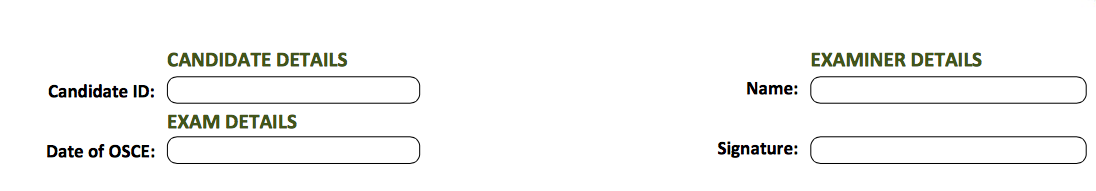 CANDIDATE DETAILS
Candidate ID:
EXAM DETAILS
Date of OSCE:
EXAMINER DETAILS
Name:
Signature: